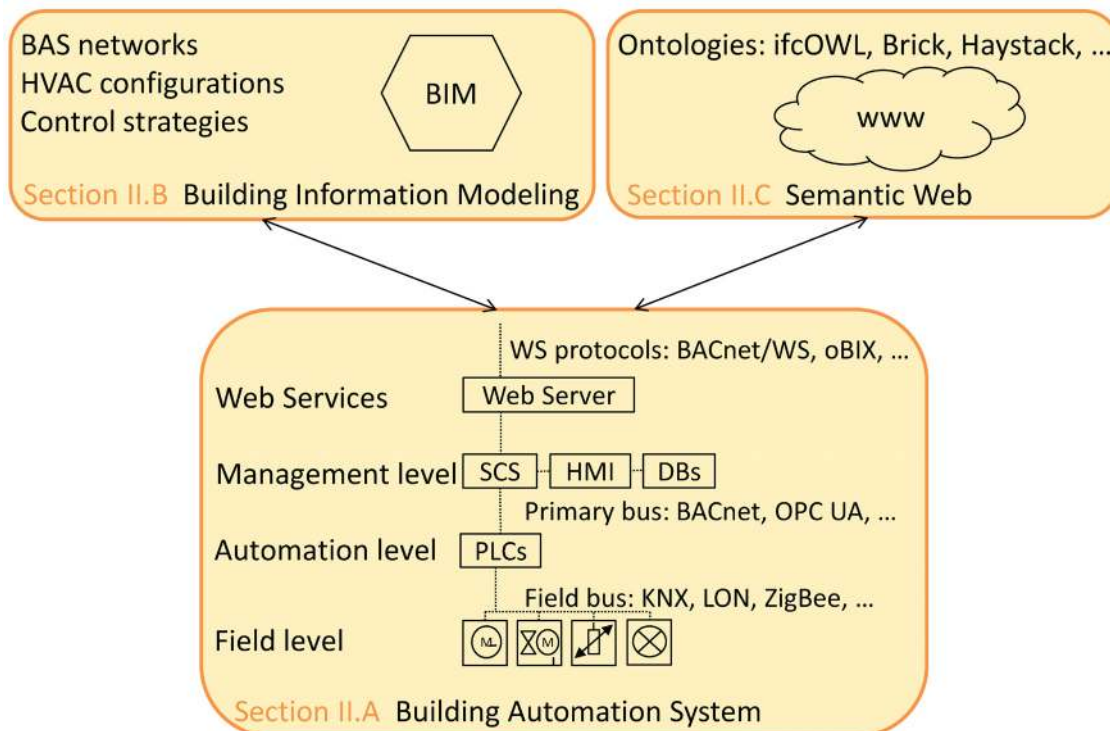 BAS networks
HVAC configurations
Control strategies
BIM
Section II.B Building Information Modeling
Ontologies: ifcOWL, Brick, Haystack, ...
www
Section II.C Semantic Web
WS protocols: BACnet/WS, oBIX, ...
Web Services
Web Server
Management level
SCS
HMI
DBs
Primary bus: BACnet, OPC UA, ...
Automation level
PLCs
Field bus: KNX, LON, ZigBee, ...
Field level
M
M
Section II.A Building Automation System